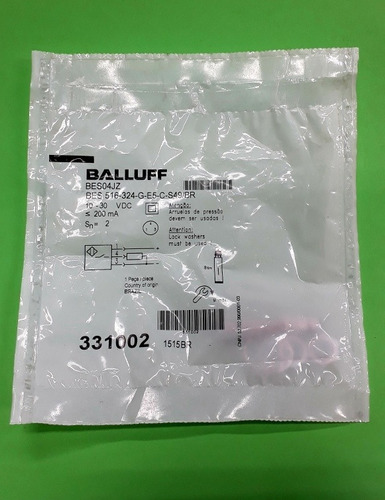 BALLUFF
BES04JZ
BES 516-324-G-E5-C-S49/BR
10 - 30 VDC
≤ 200 mA
Sn = 2
Atenção:
Arruelas de pressão
devem ser usadas !
Attention:
Lock washers
must be used
1 Peça / piece
Country of origin
BRAZIL
331002
1515BR